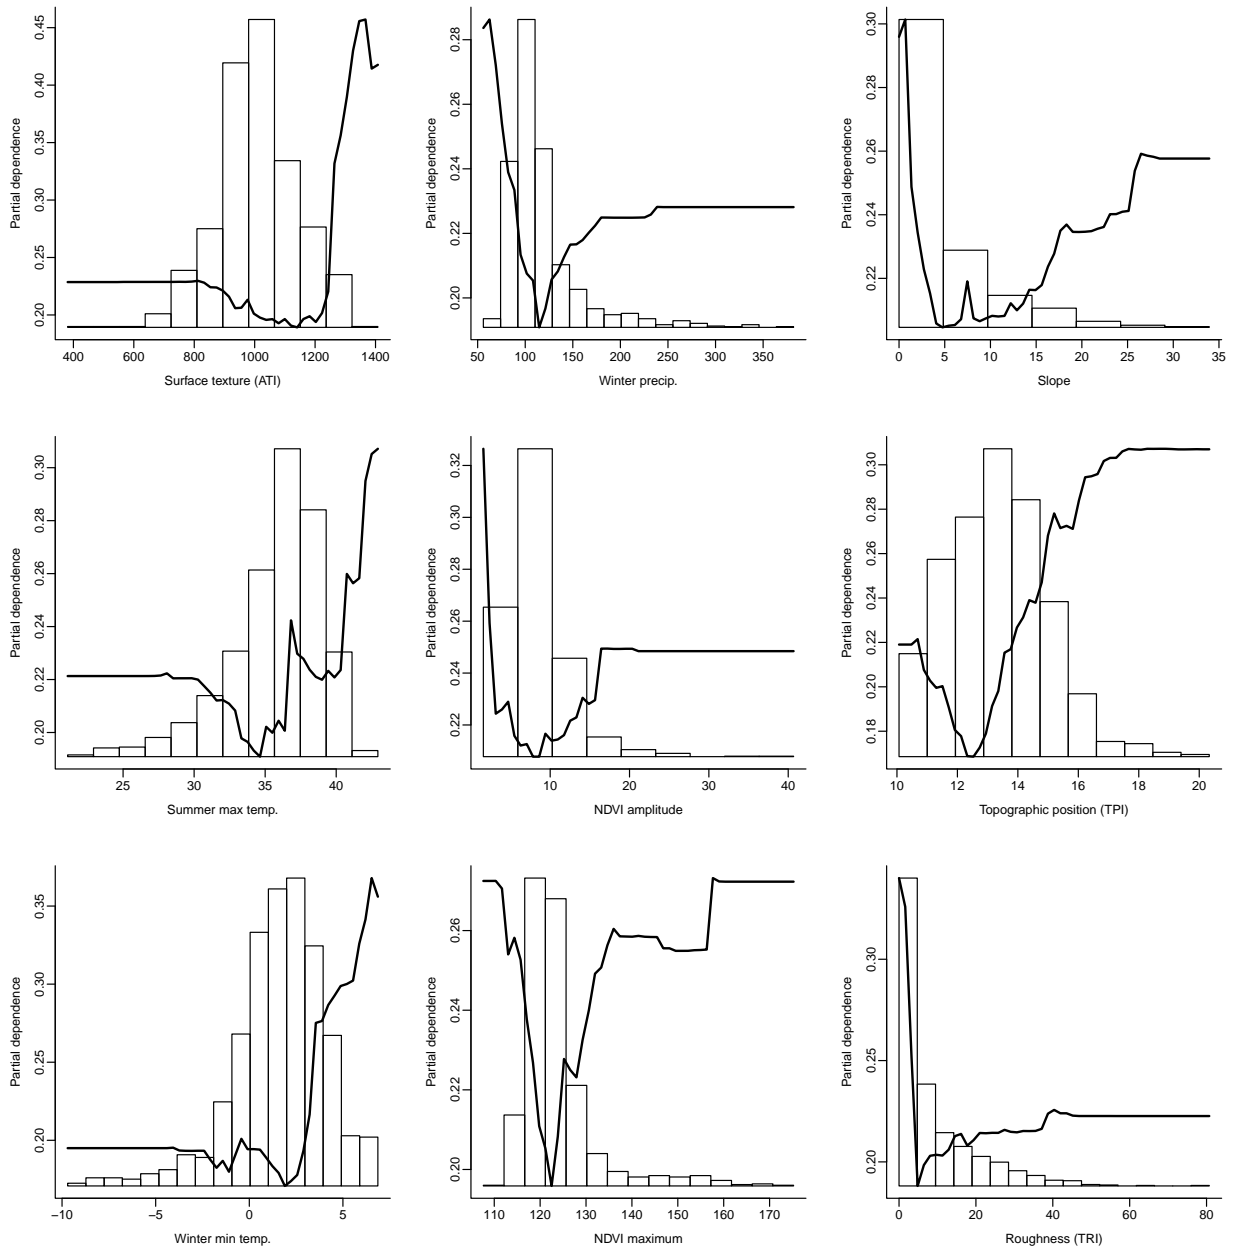 0.20 0.25 0.30 0.35 0.40 0.45
Partial dependence
400 600 800 1000 1200 1400
Surface texture (ATI)
0.20 0.22 0.24 0.26 0.28
Partial dependence
50 100 150 200 250 300 350
Winter precip.
0.22 0.24 0.26 0.28 0.30
Partial dependence
0 5 10 15 20 25 30 35
Slope
0.20 0.22 0.24 0.26 0.28 0.30
Partial dependence
25 30 35 40
Summer max temp.
0.22 0.24 0.26 0.28 0.30 0.32
Partial dependence
10 20 30 40
NDVI amplitude
0.18 0.20 0.22 0.24 0.26 0.28 0.30
Partial dependence
10 12 14 16 18 20
Topographic position (TPI)
0.20 0.25 0.30 0.35
Partial dependence
−10 −5 0 5
Winter min temp.
0.20 0.22 0.24 0.26
Partial dependence
110 120 130 140 150 160 170
NDVI maximum
0.20 0.25 0.30
Partial dependence
0 20 40 60 80
Roughness (TRI)